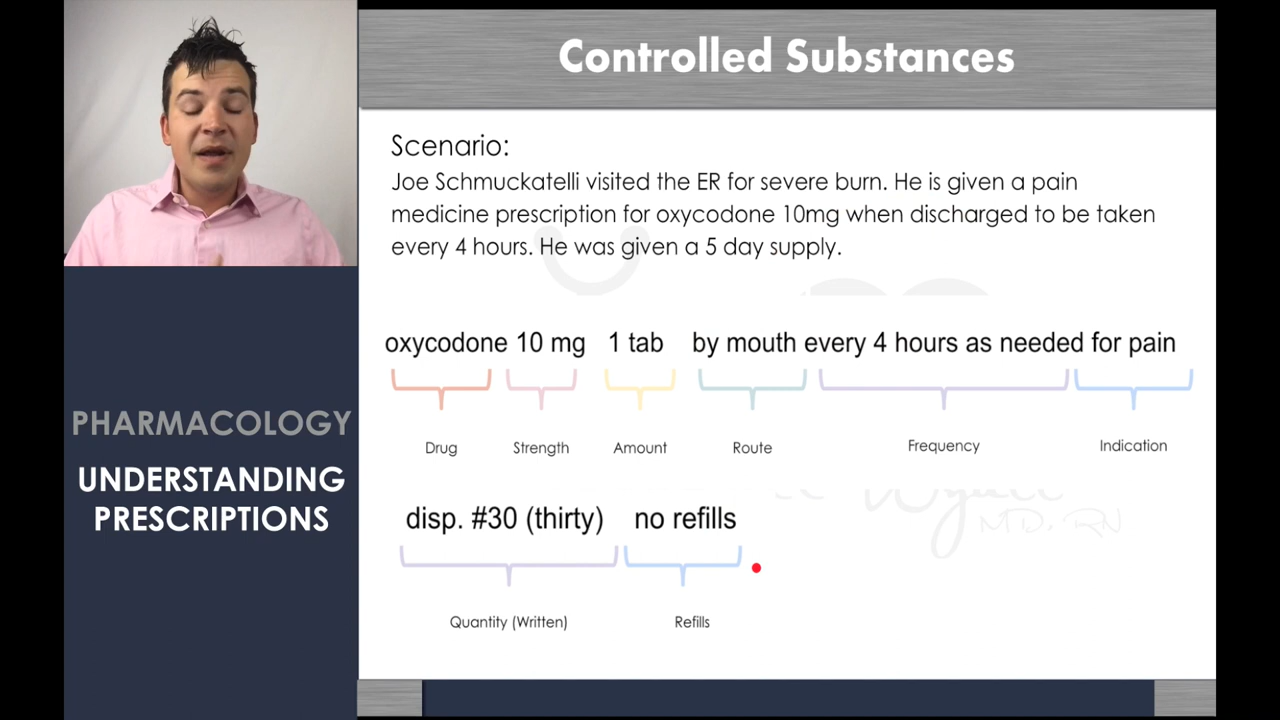 Controlled Substances
Scenario:
Joe Schmuckatelli visited the ER for severe burn. He is given a pain
medicine prescription for oxycodone 10mg when discharged to be taken
every 4 hours. He was given a 5 day supply.
oxycodone 10 mg 1 tab by mouth every 4 hours as needed for pain
Drug Strength Amount Route Frequency Indication
disp. #30 (thirty) no refills
Quantity (Written) Refills
MD, RN
PHARMACOLOGY
UNDERSTANDING
PRESCRIPTIONS